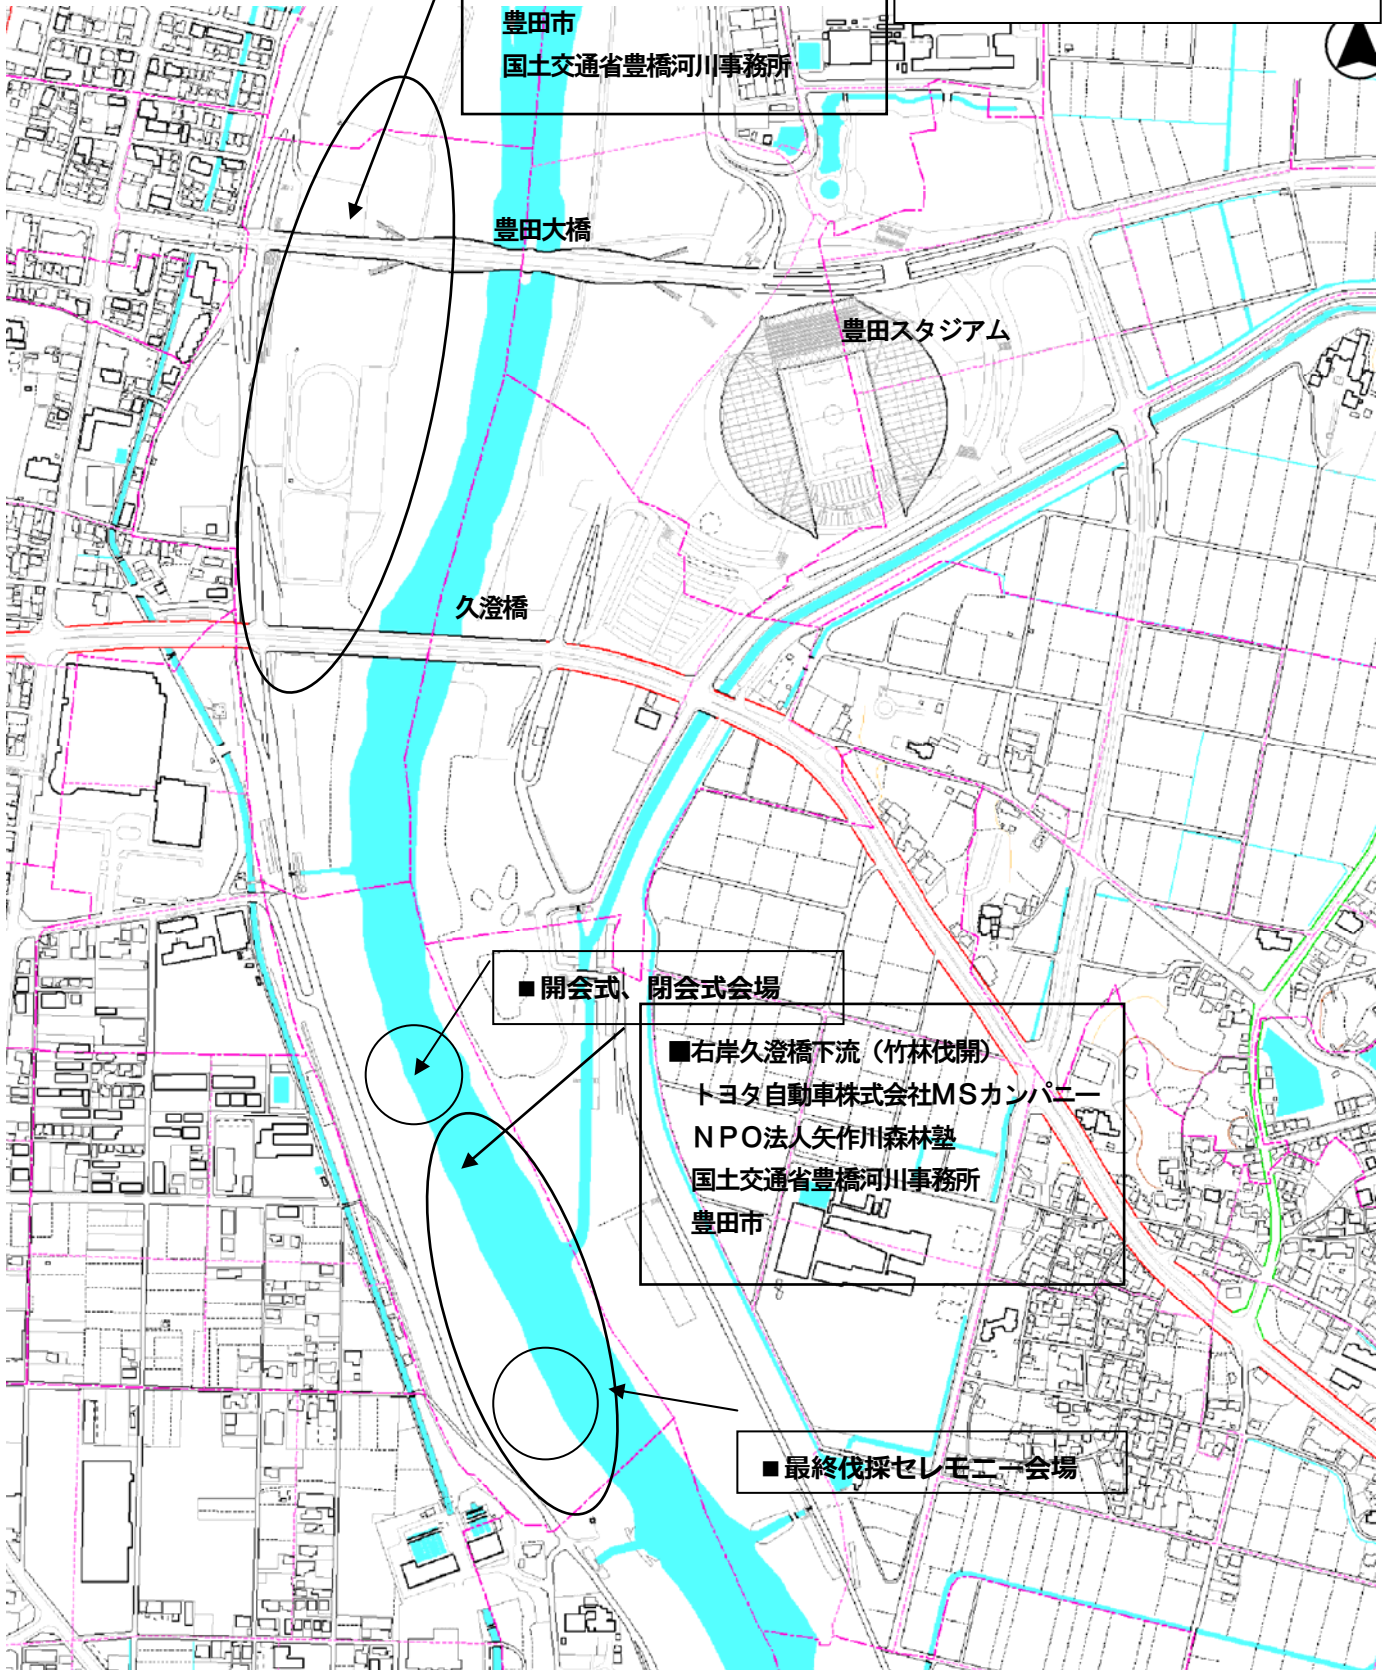 豊田市
国土交通省豊橋河川事務所
豊田大橋
豊田スタジアム
久澄橋
■開会式、閉会式会場
■右岸久澄橋下流（竹林伐開）
トヨタ自動車株式会社MSカンパニー
NPO法人矢作川森林塾
国土交通省豊橋河川事務所
豊田市
■最終伐採セレモニー会場